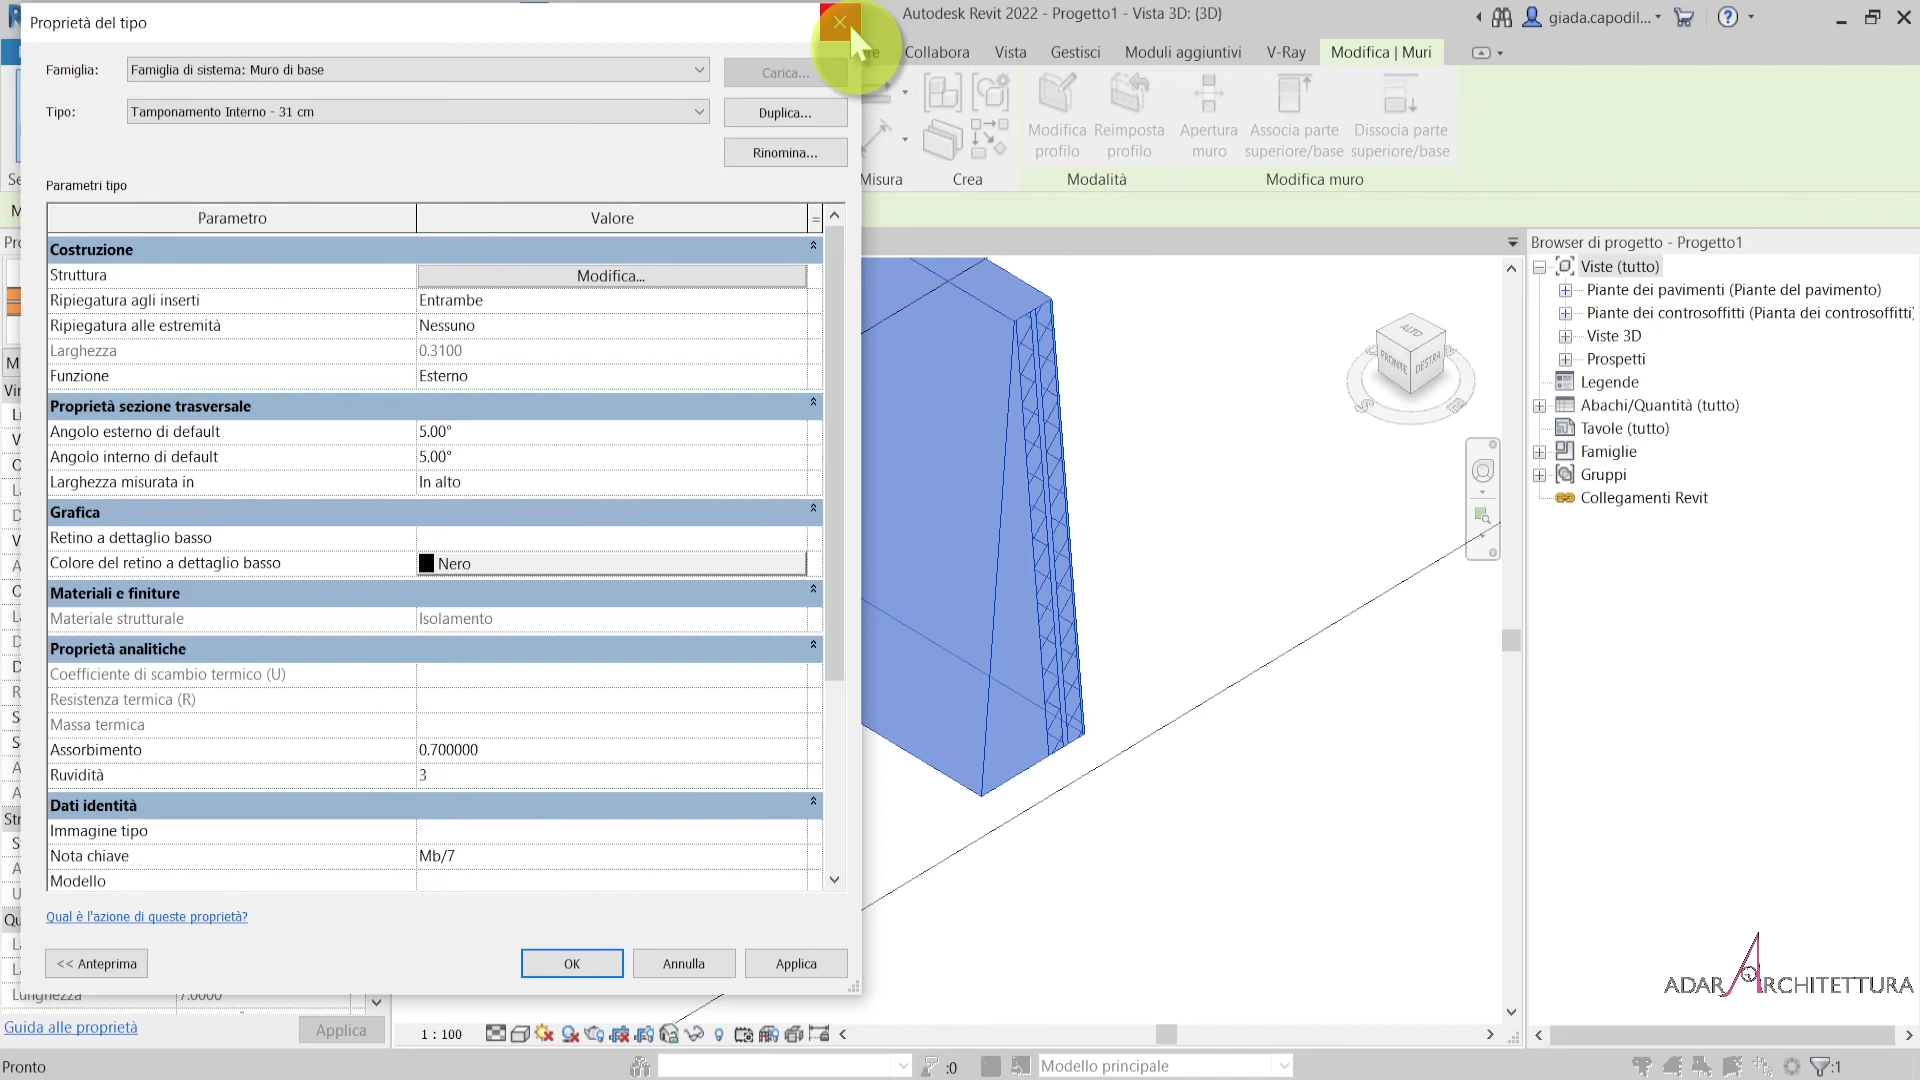 Proprietà del tipo
Autodesk Revit 2022 - Progetto1 - Vista 3D: {3D}
giada.capodil...
Collabora
Vista
Gestisci
Moduli aggiuntivi
V-Ray
Modifica | Muri
Famiglia:
Famiglia di sistema: Muro di base
Carica...
Tipo:
Tamponamento Interno - 31 cm
Duplica...
Rinomina...
Modifica profilo
Reimposta profilo
Apertura muro
Associa parte superiore/base
Dissocia parte superiore/base
Misura
Crea
Modalità
Modifica muro
Parametri tipo
Parametro
Valore
=
Costruzione
Struttura
Modifica...
Ripiegatura agli inserti
Entrambe
Ripiegatura alle estremità
Nessuno
Larghezza
0.3100
Funzione
Esterno
Proprietà sezione trasversale
Angolo esterno di default
5.00°
Angolo interno di default
5.00°
Larghezza misurata in
In alto
Grafica
Retino a dettaglio basso
Colore del retino a dettaglio basso
Nero
Materiali e finiture
Materiale strutturale
Isolamento
Proprietà analitiche
Coefficiente di scambio termico (U)
Resistenza termica (R)
Massa termica
Assorbimento
0.700000
Ruvidità
3
Dati identità
Immagine tipo
Nota chiave
Mb/7
Modello
Qual è l'azione di queste proprietà?
<< Anteprima
OK
Annulla
Applica
Lunghezza
7.0000
Guida alle proprietà
Applica
Pronto
ALTO
FRONTE
DESTRA
Browser di progetto - Progetto1
Viste (tutto)
Piante dei pavimenti (Piante del pavimento)
Piante dei controsoffitti (Pianta dei controsoffitti)
Viste 3D
Prospetti
Legende
Abachi/Quantità (tutto)
Tavole (tutto)
Famiglie
Gruppi
Collegamenti Revit
ADARARCHITETTURA
1 : 100
:0
Modello principale
:1